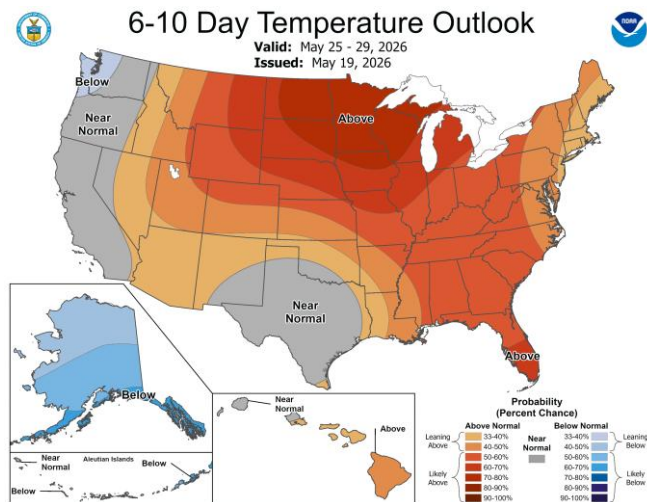 6-10 Day Temperature Outlook
Valid: May 25 - 29, 2026
Issued: May 19, 2026
NOAA
Below
Near
Normal
Above
Near
Normal
Above
Below
Near
Normal
Aleutian Islands
Below
Below
Near
Normal
Above
Probability
(Percent Chance)
Above Normal
Below Normal
Leaning
Above
33-40%
40-50%
Near
Normal
33-40%
40-50%
Leaning
Below
Likely
Above
50-60%
60-70%
70-80%
80-90%
90-100%
50-60%
60-70%
70-80%
80-90%
90-100%
Likely
Below